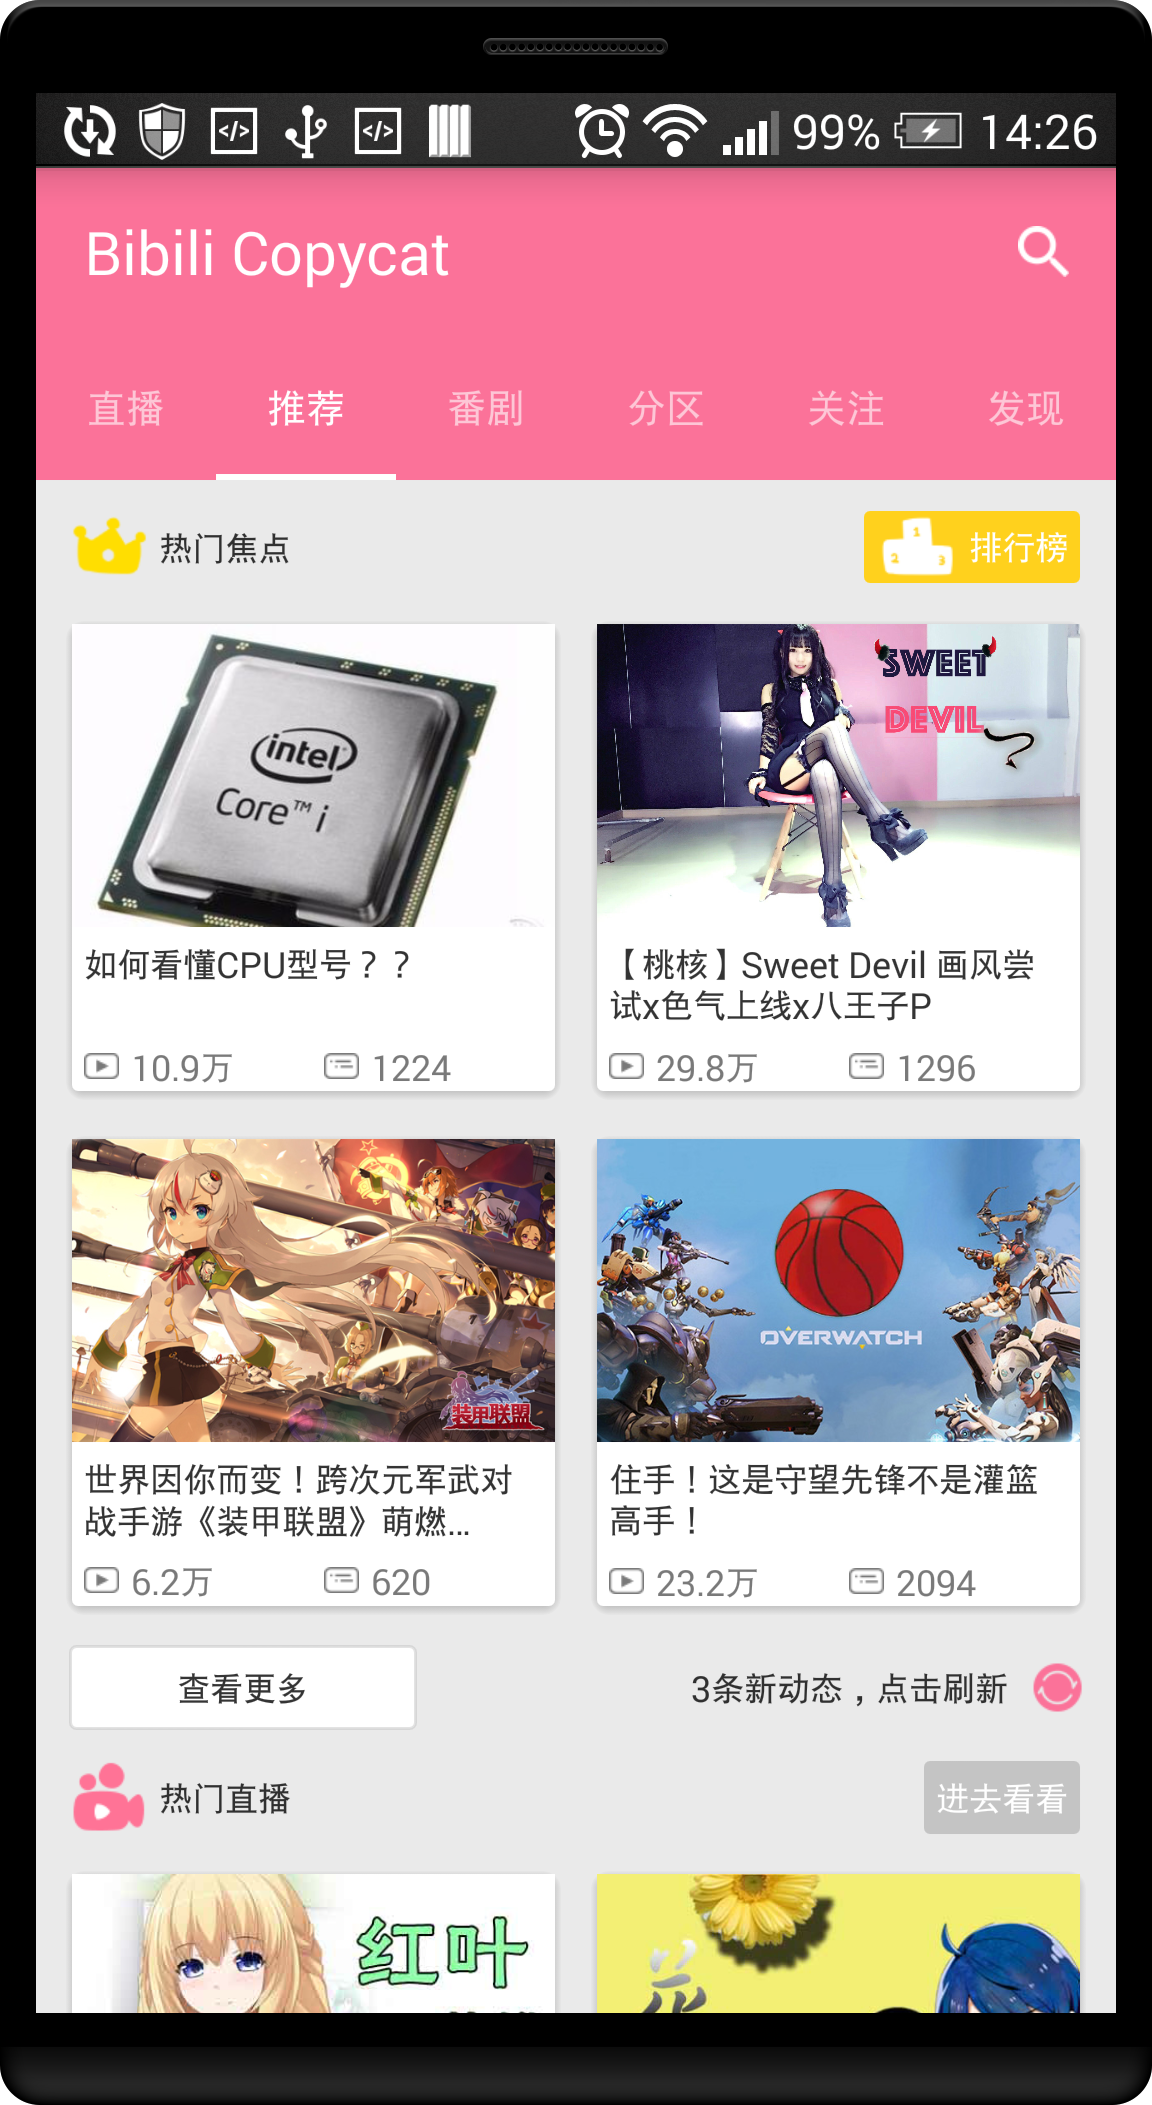 99% 14:26
Bibili Copycat
直播 推荐 番剧 分区 关注 发现
热门焦点
1
2 3
排行榜
intel
Core™ i
SWEET
DEVIL
如何看懂CPU型号？？
【桃核】Sweet Devil 画风尝
试x色气上线x八王子P
10.9万 1224
29.8万 1296
装甲联盟
OVERWATCH
世界因你而变！跨次元军武对
战手游《装甲联盟》萌燃...
住手！这是守望先锋不是灌篮
高手！
6.2万 620
23.2万 2094
查看更多
3条新动态，点击刷新
热门直播
进去看看
红叶
花